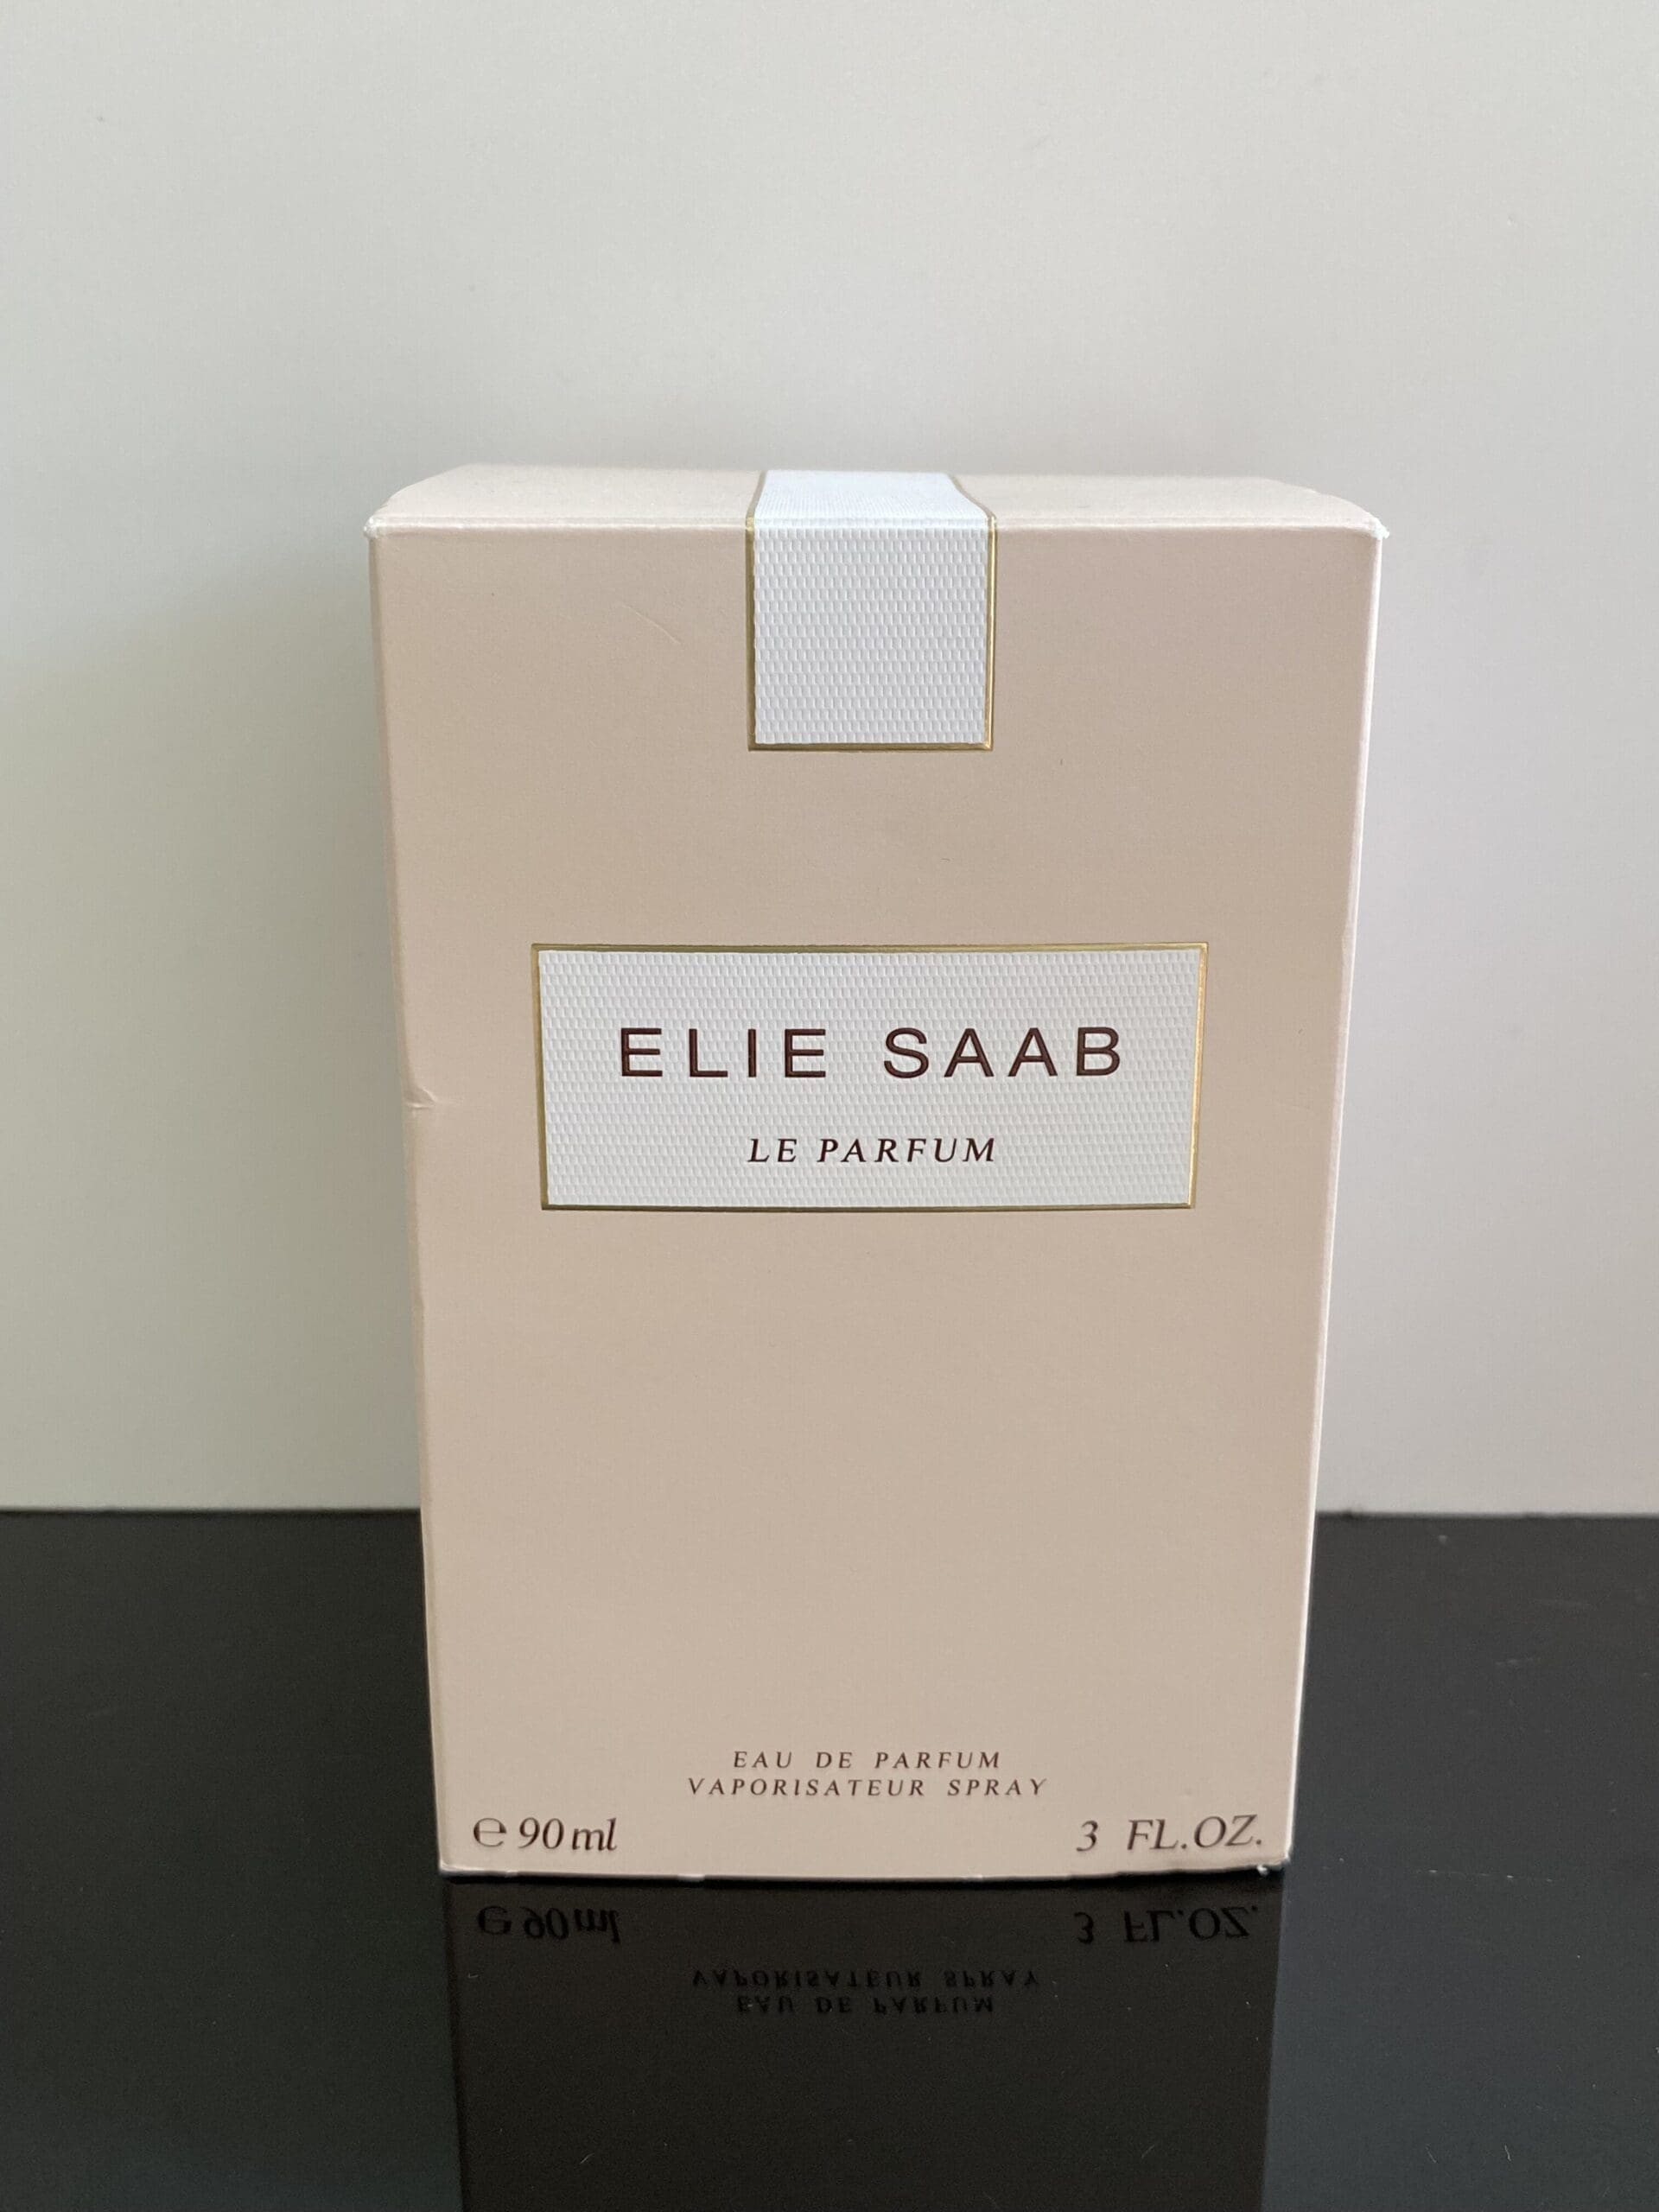 ELIE SAAB
LE PARFUM
EAU DE PARFUM
VAPORISATEUR SPRAY
℮ 90 ml 3 FL.OZ.